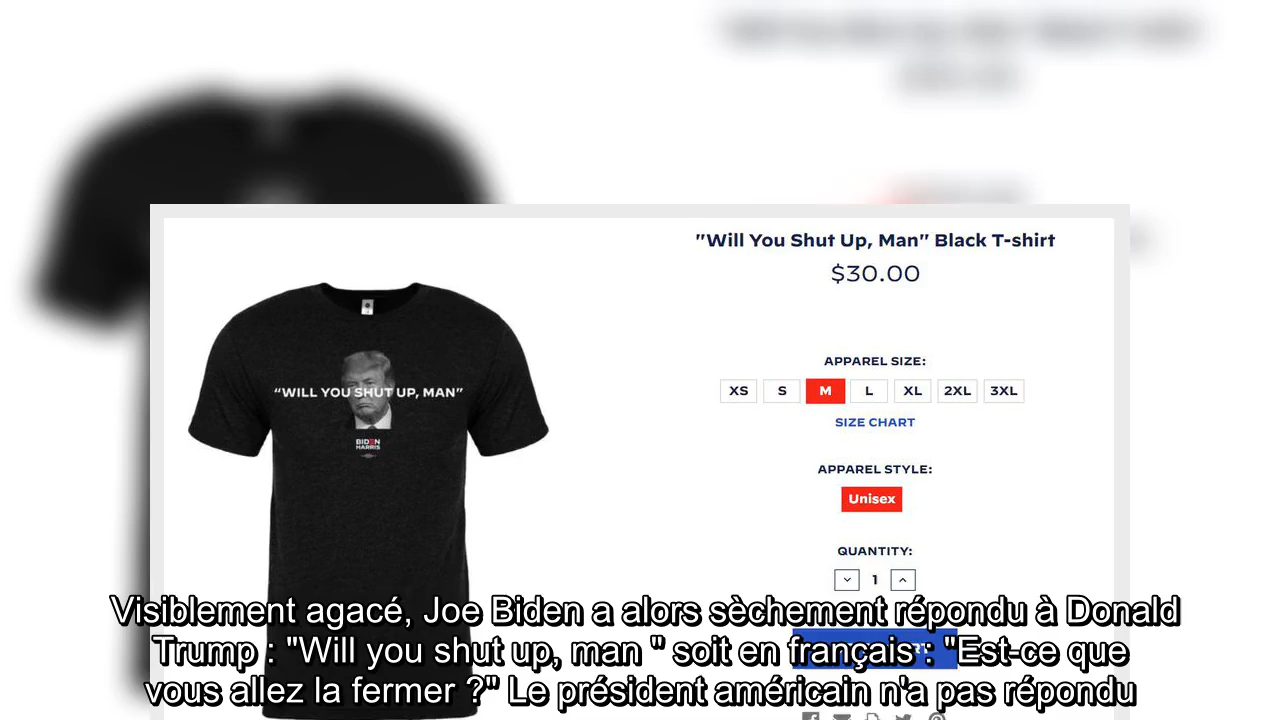 "Will You Shut Up, Man" Black T-shirt
$30.00
“WILL YOU SHUT UP, MAN”
BIDEN
HARRIS
APPAREL SIZE:
XS S M L XL 2XL 3XL
SIZE CHART
APPAREL STYLE:
Unisex
QUANTITY:
1
Visiblement agacé, Joe Biden a alors sèchement répondu à Donald
Trump : "Will you shut up, man " soit en français : "Est-ce que
vous allez la fermer ?" Le président américain n'a pas répondu